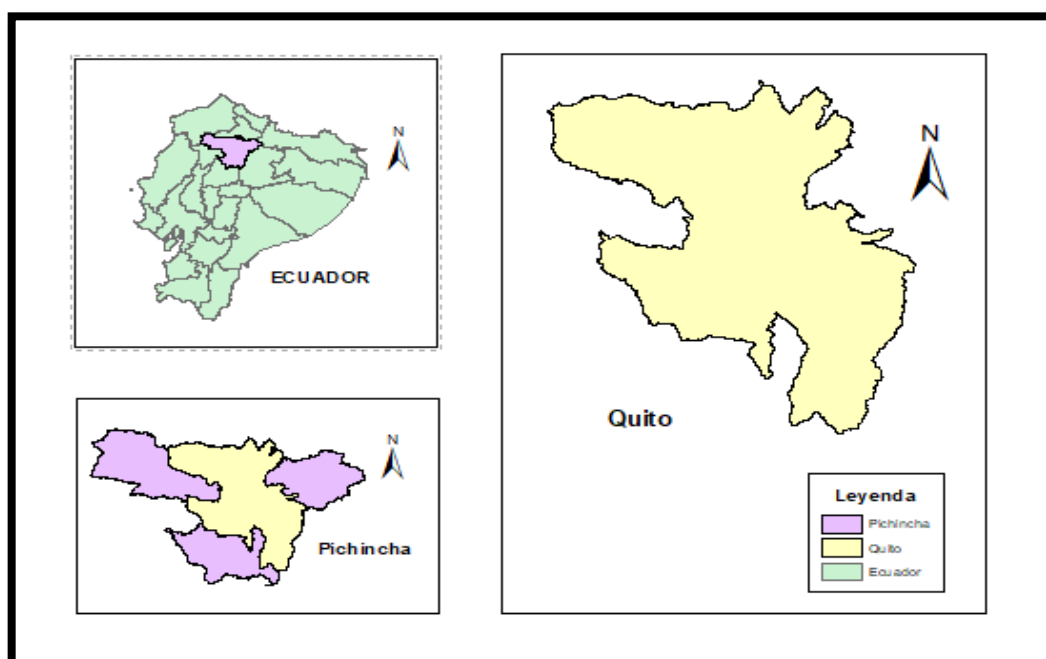 N
ECUADOR
N
Pichincha
N
Quito
Leyenda
Pichincha
Quito
Ecuador